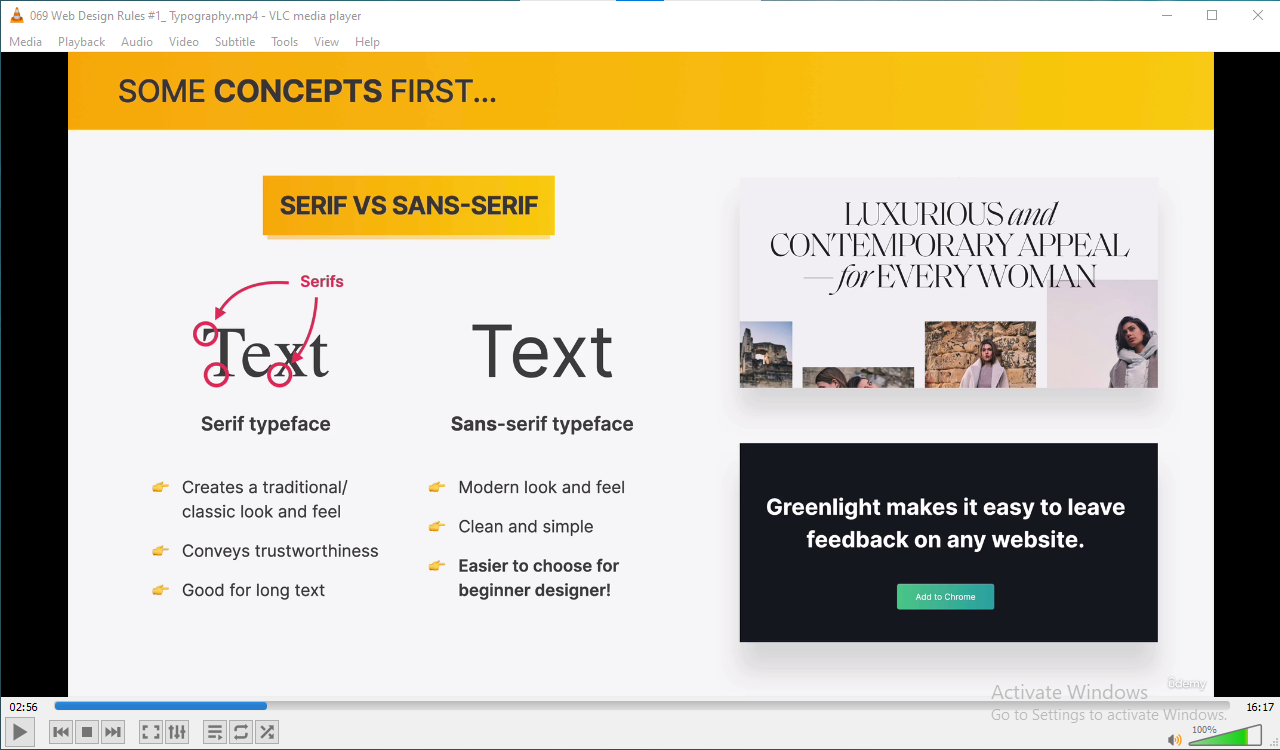 069 Web Design Rules #1_ Typography.mp4 - VLC media player
Media Playback Audio Video Subtitle Tools View Help
SOME CONCEPTS FIRST...
SERIF VS SANS-SERIF
Serifs
Text
Serif typeface
Creates a traditional/
classic look and feel
Conveys trustworthiness
Good for long text
Text
Sans-serif typeface
Modern look and feel
Clean and simple
Easier to choose for
beginner designer!
LUXURIOUS and
CONTEMPORARY APPEAL
— for EVERY WOMAN
Greenlight makes it easy to leave
feedback on any website.
Add to Chrome
Udemy
Activate Windows
Go to Settings to activate Windows.
02:56
16:17
100%